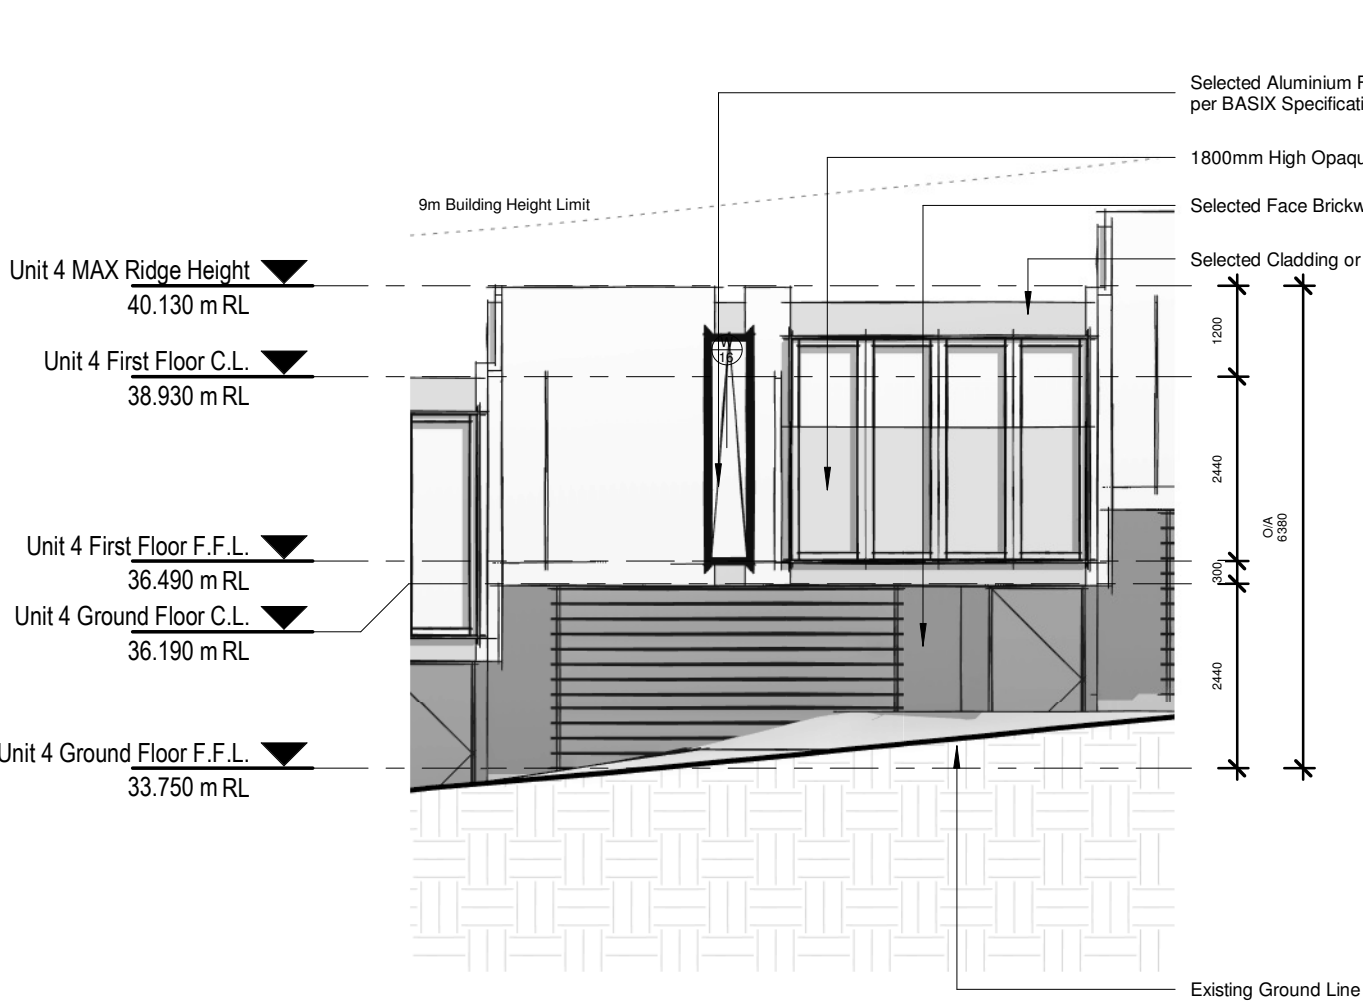 Selected Aluminium F
per BASIX Specificati
1800mm High Opaqu
9m Building Height Limit
Selected Face Brickw
Selected Cladding or
Unit 4 MAX Ridge Height
40.130 m RL
1200
16
Unit 4 First Floor C.L.
38.930 m RL
2440
O/A
6380
Unit 4 First Floor F.F.L.
36.490 m RL
300
Unit 4 Ground Floor C.L.
36.190 m RL
2440
Unit 4 Ground Floor F.F.L.
33.750 m RL
Existing Ground Line